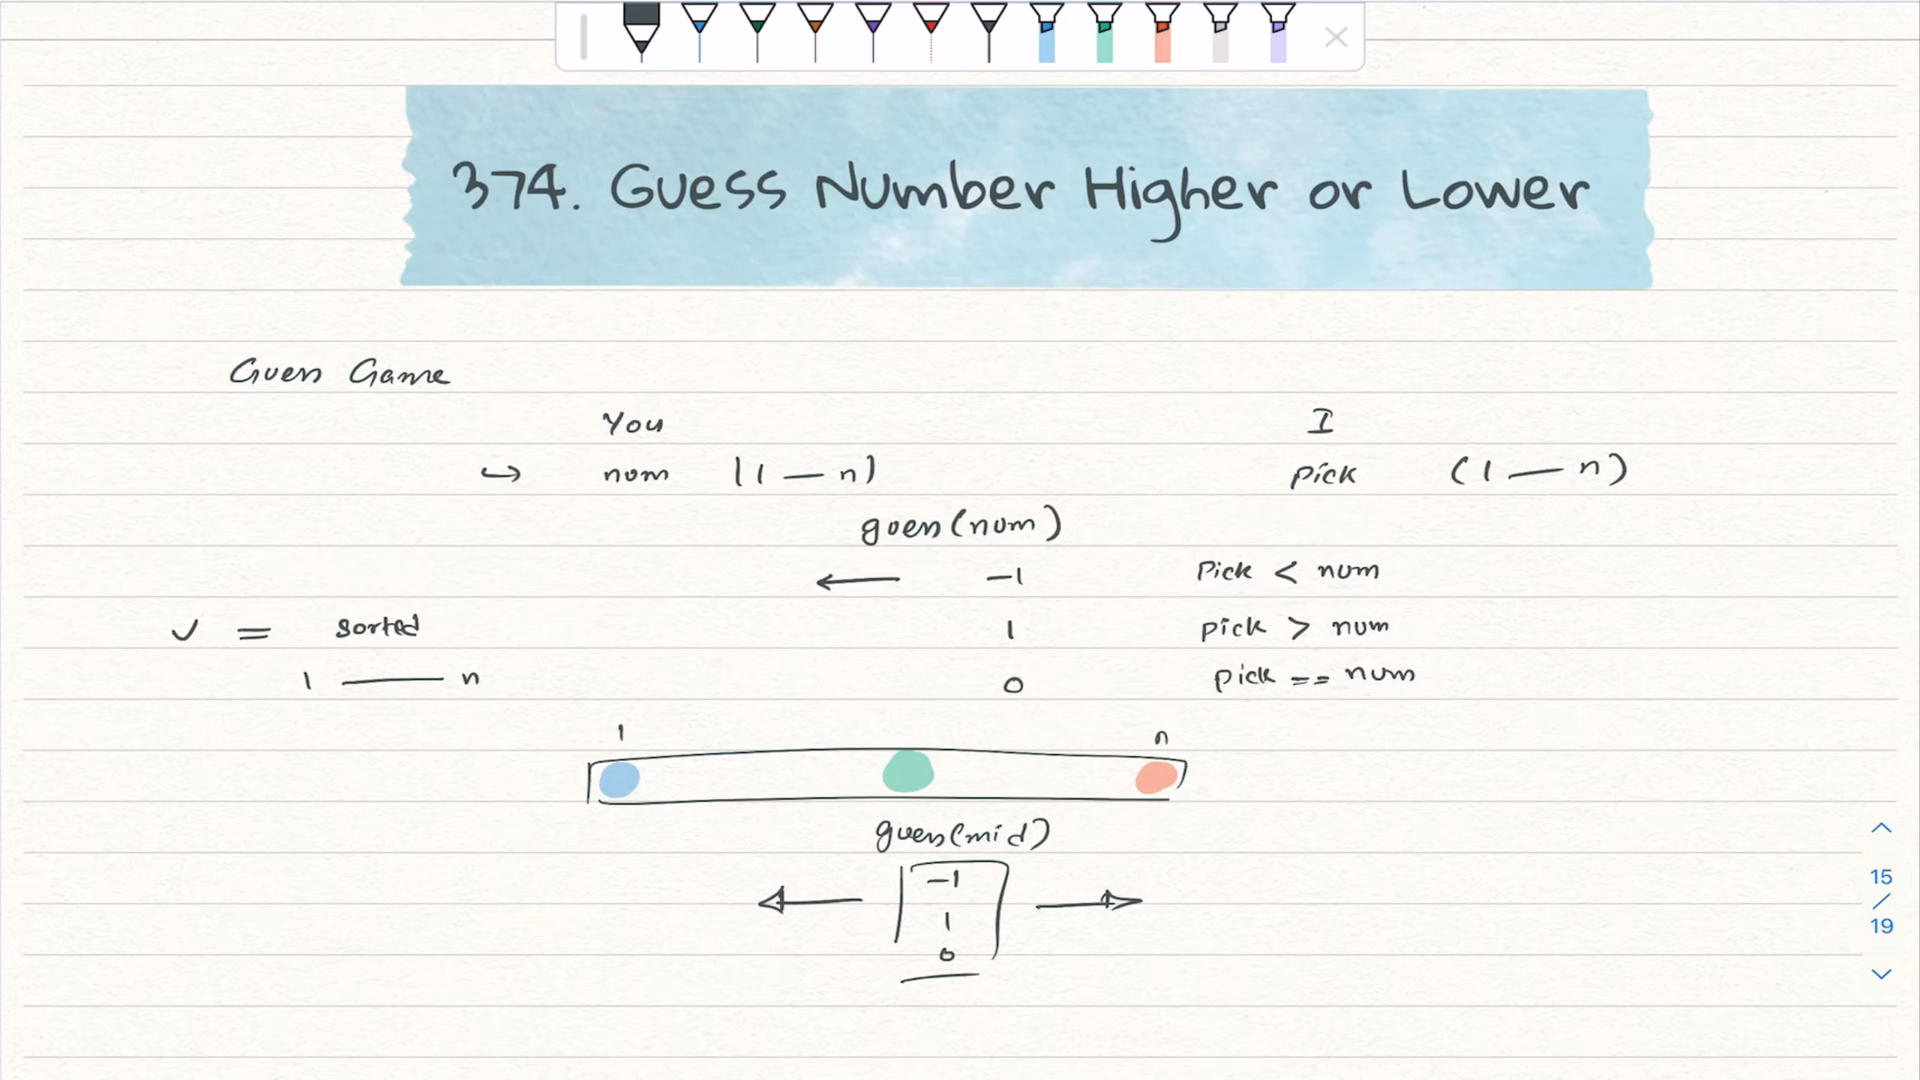 374. Guess Number Higher or Lower
Guess Game
You I
↪ num (1 — n) pick (1 — n)
guess(num)
← -1 Pick < num
✓ = sorted 1 pick > num
1 — n 0 pick == num
1 n
guess(mid)
← -1 →
1
0
15
/
19